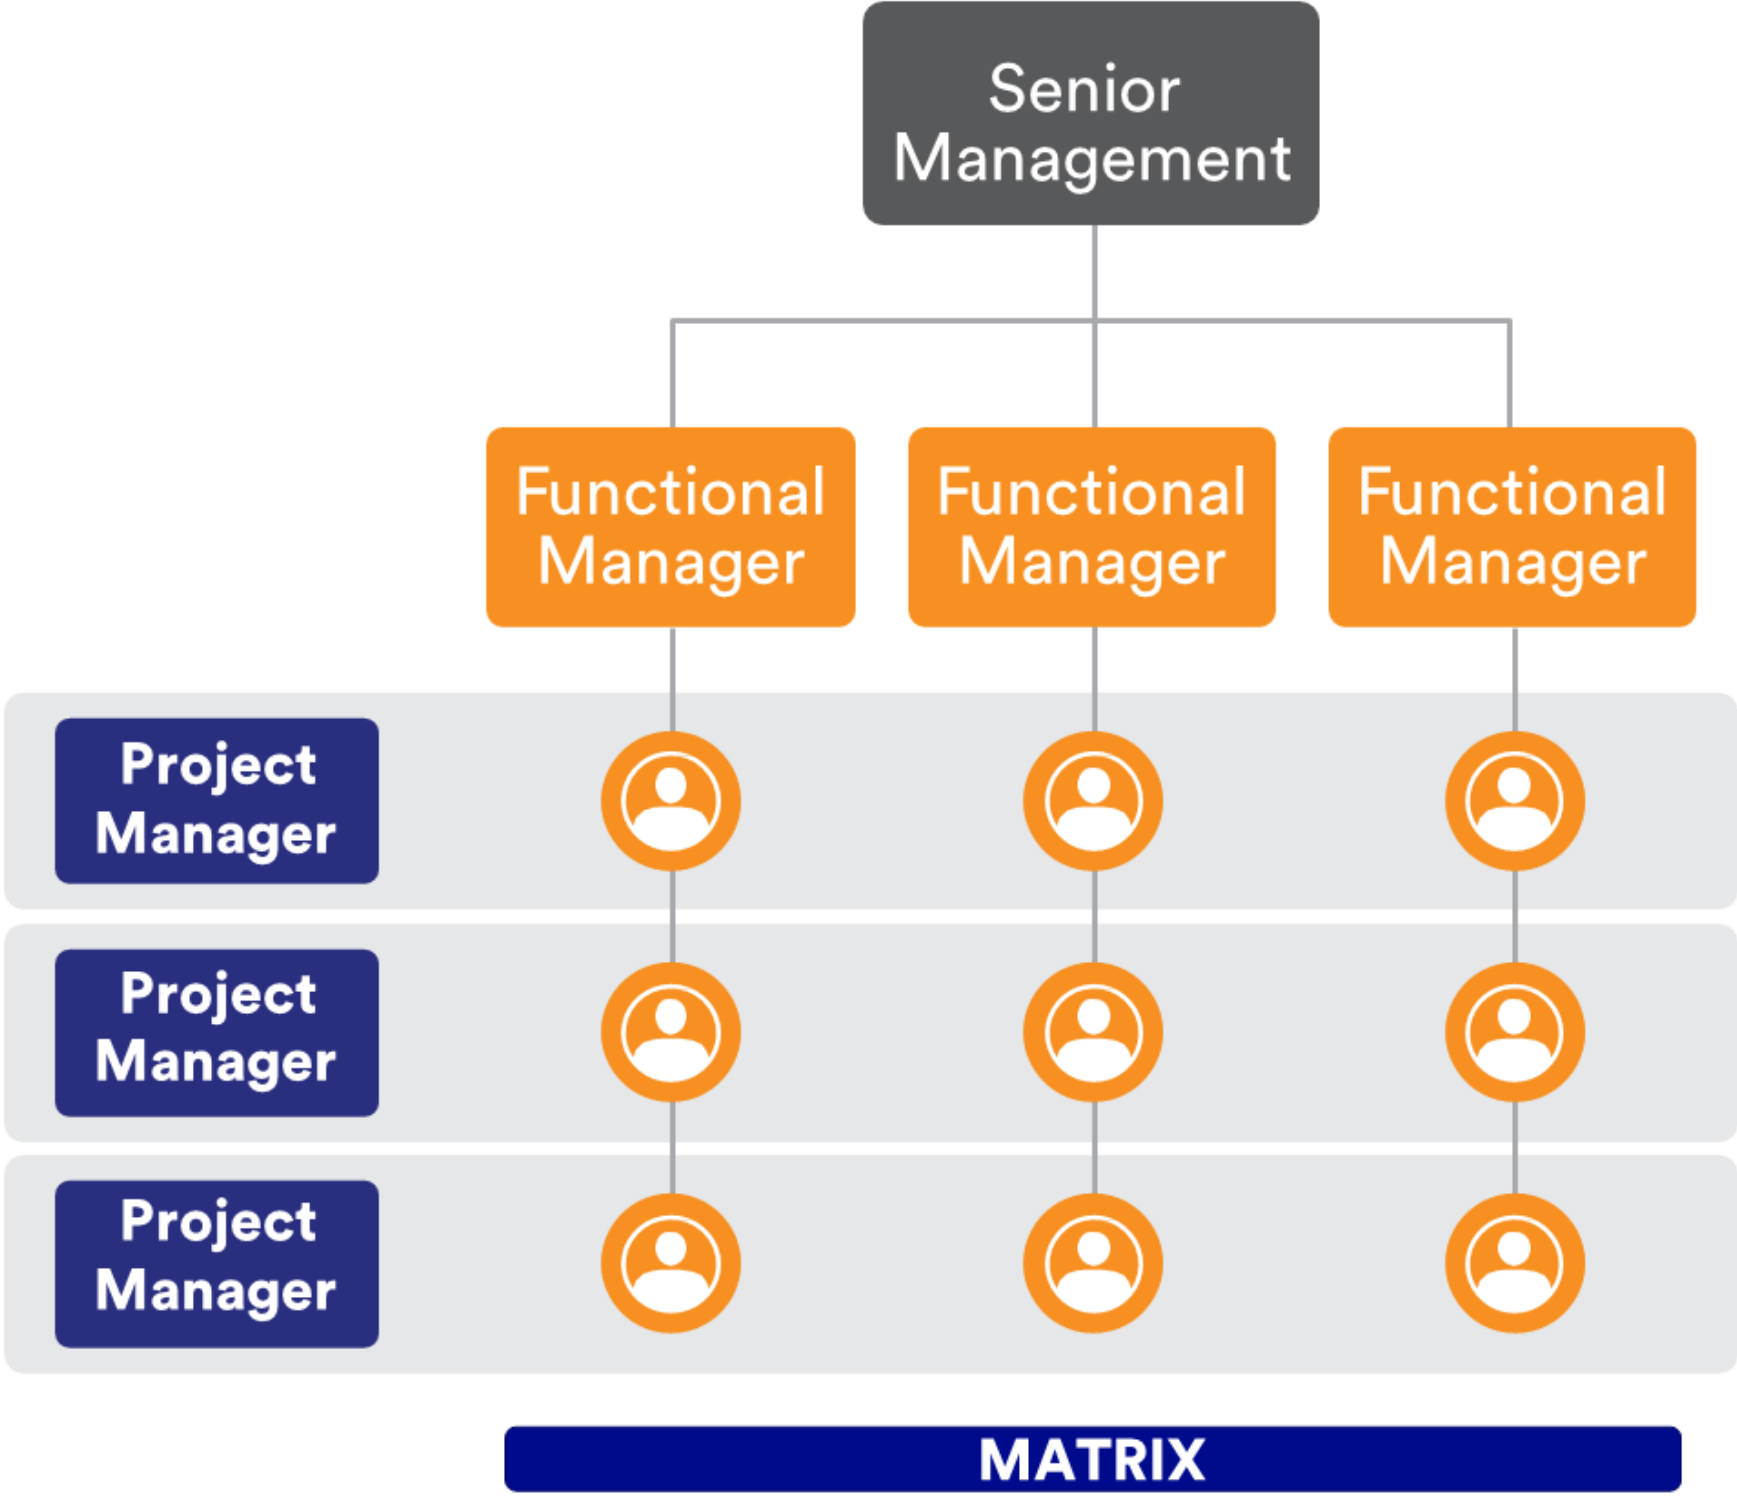 Senior
Management
Functional
Manager
Functional
Manager
Functional
Manager
Project
Manager
Project
Manager
Project
Manager
MATRIX